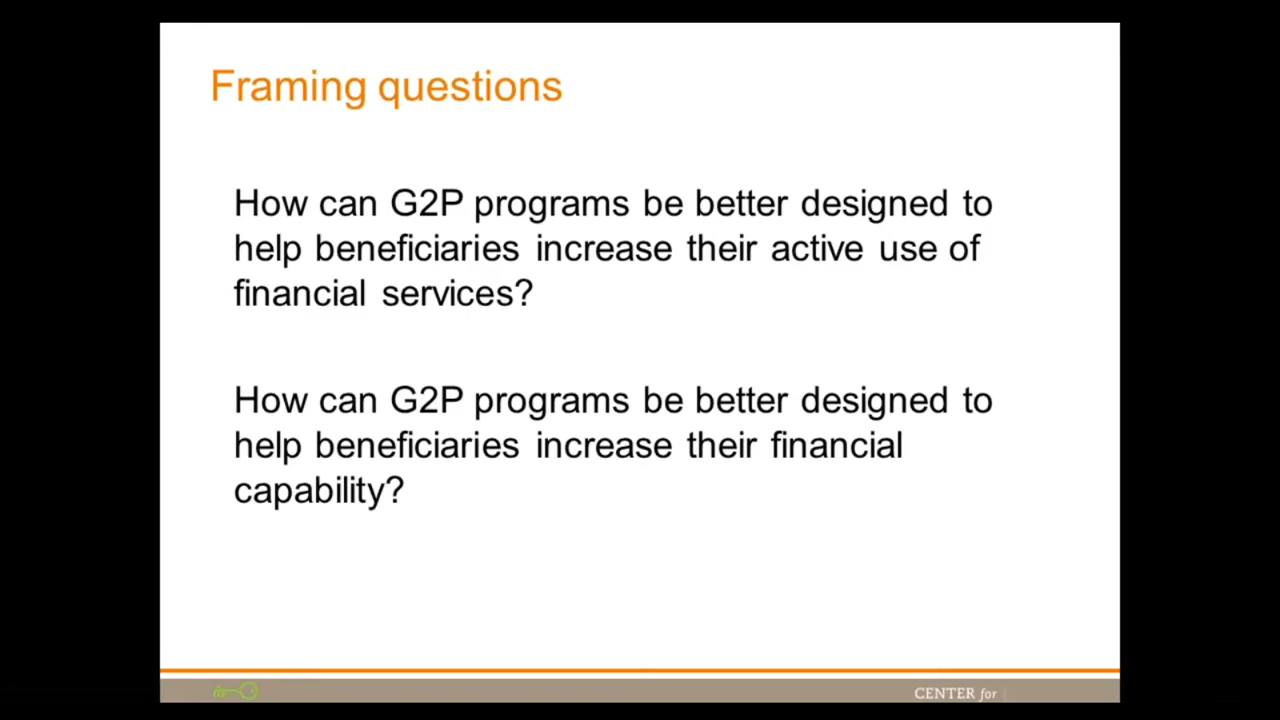 Framing questions
How can G2P programs be better designed to
help beneficiaries increase their active use of
financial services?
How can G2P programs be better designed to
help beneficiaries increase their financial
capability?
CENTER for